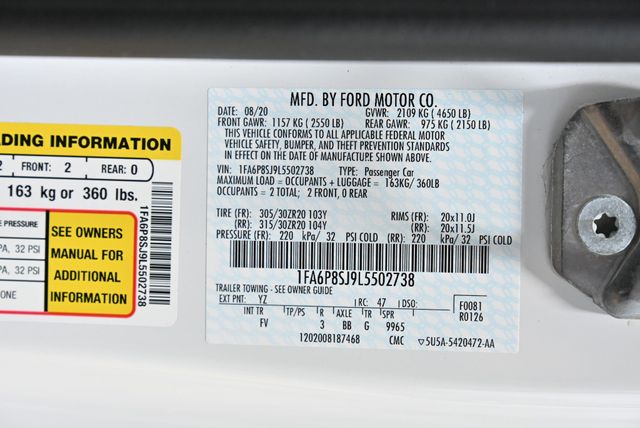 DING INFORMATION
2 FRONT: 2 REAR: 0
163 kg or 360 lbs.
PRESSURE
PA, 32 PSI
PA, 32 PSI
ONE
SEE OWNERS
MANUAL FOR
ADDITIONAL
INFORMATION
1FA6P8SJ9L5502738
MFD. BY FORD MOTOR CO.
DATE: 08/20 GVWR: 2109 KG ( 4650 LB)
FRONT GAWR: 1157 KG ( 2550 LB) REAR GAWR: 975 KG ( 2150 LB)
THIS VEHICLE CONFORMS TO ALL APPLICABLE FEDERAL MOTOR
VEHICLE SAFETY, BUMPER, AND THEFT PREVENTION STANDARDS
IN EFFECT ON THE DATE OF MANUFACTURE SHOWN ABOVE.
VIN: 1FA6P8SJ9L5502738 TYPE: Passenger Car
MAXIMUM LOAD = OCCUPANTS + LUGGAGE = 163KG/ 360LB
OCCUPANTS = 2 TOTAL; 2 FRONT, 0 REAR
TIRE (FR): 305/30ZR20 103Y RIMS (FR): 20x11.0J
(RR): 315/30ZR20 104Y (RR): 20x11.5J
PRESSURE (FR): 220 kPa/ 32 PSI COLD (RR): 220 kPa/ 32 PSI COLD
1FA6P8SJ9L5502738
TRAILER TOWING - SEE OWNER GUIDE
EXT PNT: YZ RC: 47 DSO: F0081
R0126
INT TR TP/PS R AXLE TR SPR
FV 3 BB G 9965
1202008187468 CMC ▽5U5A-5420472-AA